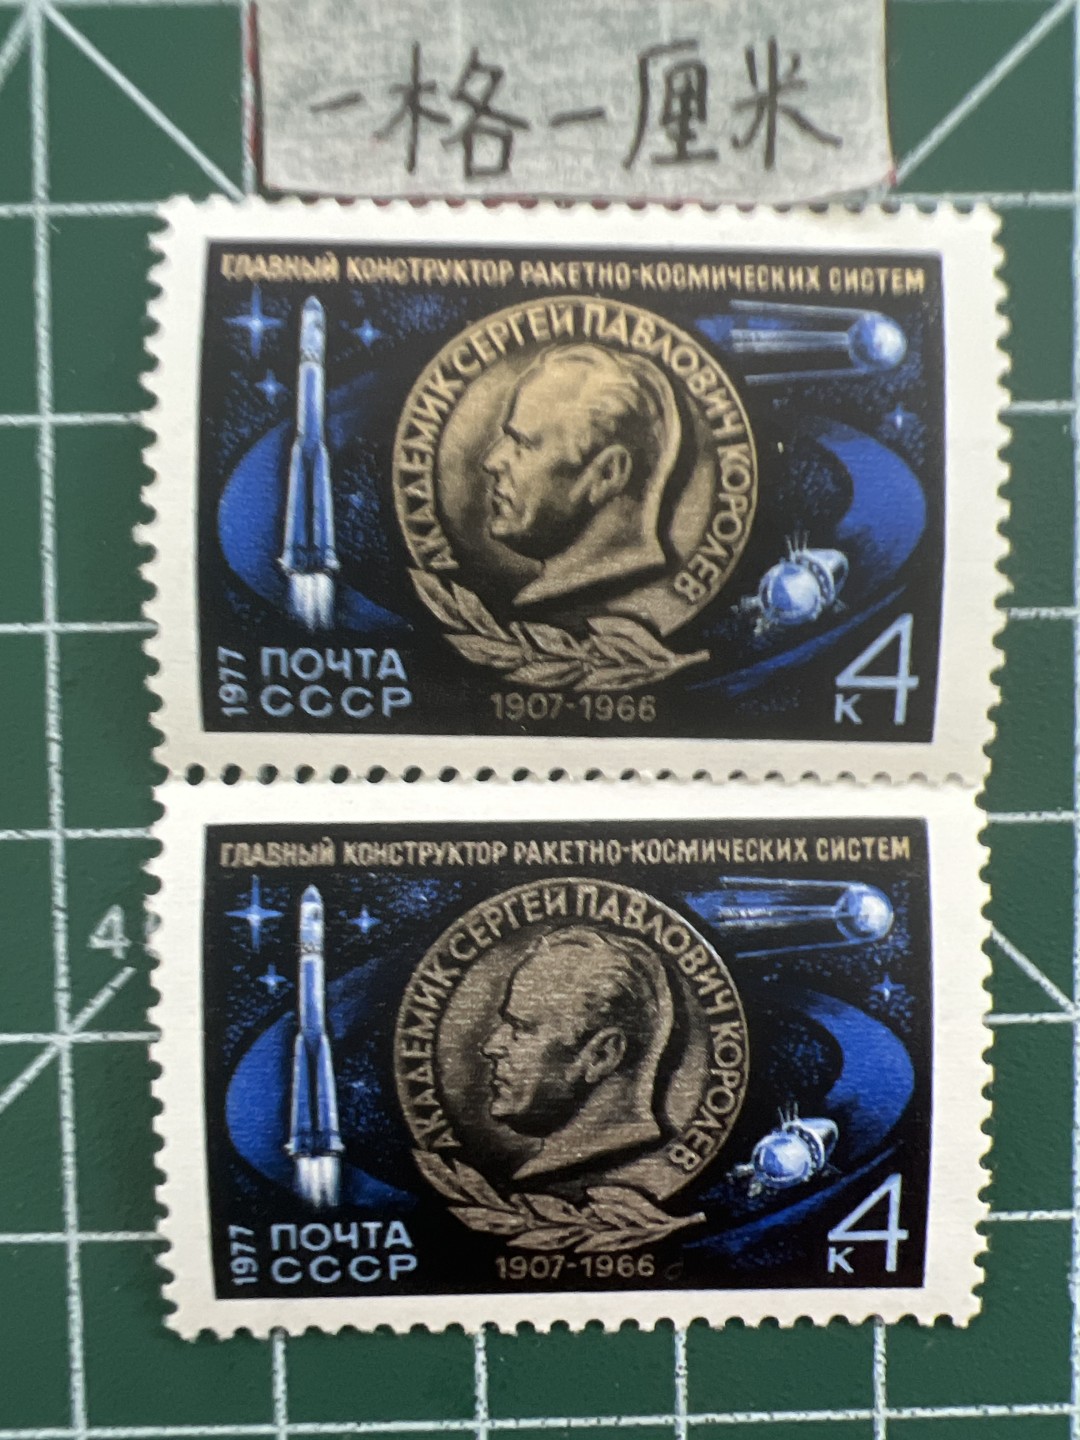 一格一厘米
ГЛАВНЫЙ КОНСТРУКТОР РАКЕТНО-КОСМИЧЕСКИХ СИСТЕМ
АКАДЕМИК СЕРГЕЙ ПАВЛОВИЧ КОРОЛЕВ
1977
ПОЧТА
СССР
1907-1966
4
К
ГЛАВНЫЙ КОНСТРУКТОР РАКЕТНО-КОСМИЧЕСКИХ СИСТЕМ
4
АКАДЕМИК СЕРГЕЙ ПАВЛОВИЧ КОРОЛЕВ
1977
ПОЧТА
СССР
1907-1966
4
К